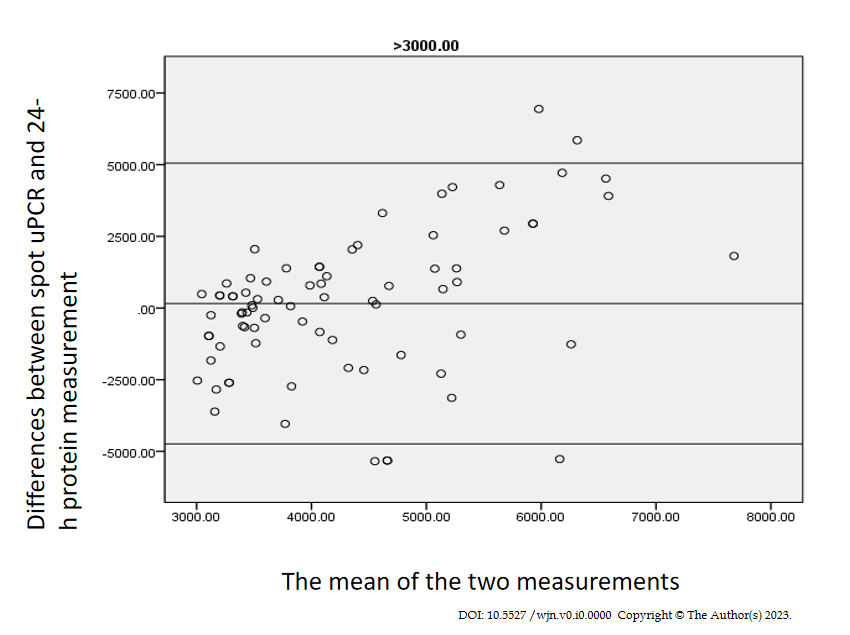 >3000.00
Differences between spot uPCR and 24-
h protein measurement
7500.00
5000.00
2500.00
.00
-2500.00
-5000.00
3000.00 4000.00 5000.00 6000.00 7000.00 8000.00
The mean of the two measurements
DOI: 10.5527/wjn.v0.i0.0000 Copyright © The Author(s) 2023.